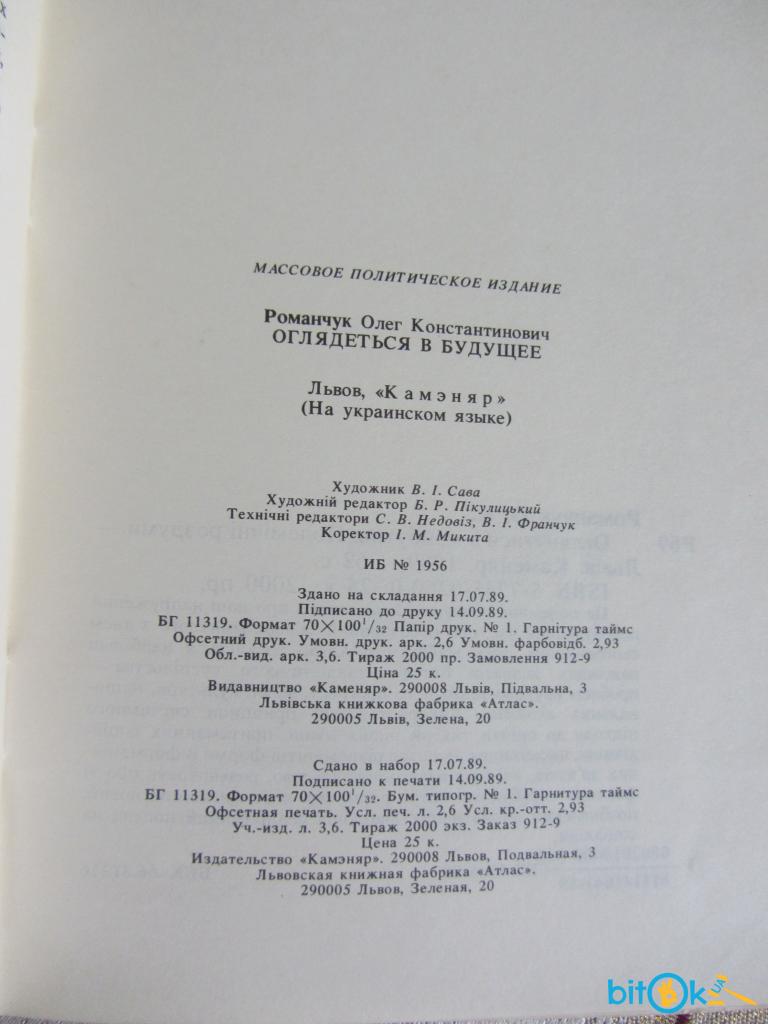 МАССОВОЕ ПОЛИТИЧЕСКОЕ ИЗДАНИЕ
Романчук Олег Константинович
ОГЛЯДЕТЬСЯ В БУДУЩЕЕ
Львов, «Камэняр»
(На украинском языке)
Художник В. І. Сава
Художній редактор Б. Р. Пікулицький
Технічні редактори С. В. Недовіз, В. І. Франчук
Коректор І. М. Микита
ИБ № 1956
Здано на складання 17.07.89.
Підписано до друку 14.09.89.
БГ 11319. Формат 70×100¹/₃₂ Папір друк. № 1. Гарнітура таймс
Офсетний друк. Умовн. друк. арк. 2,6 Умовн. фарбовідб. 2,93
Обл.-вид. арк. 3,6. Тираж 2000 пр. Замовлення 912-9
Ціна 25 к.
Видавництво «Каменяр». 290008 Львів, Підвальна, 3
Львівська книжкова фабрика «Атлас».
290005 Львів, Зелена, 20
Сдано в набор 17.07.89.
Подписано к печати 14.09.89.
БГ 11319. Формат 70×100¹/₃₂. Бум. типогр. № 1. Гарнитура таймс
Офсетная печать. Усл. печ. л. 2,6 Усл. кр.-отт. 2,93
Уч.-изд. л. 3,6. Тираж 2000 экз. Заказ 912-9
Цена 25 к.
Издательство «Камэняр». 290008 Львов, Подвальная, 3
Львовская книжная фабрика «Атлас».
290005 Львов, Зеленая, 20
bitOk UA